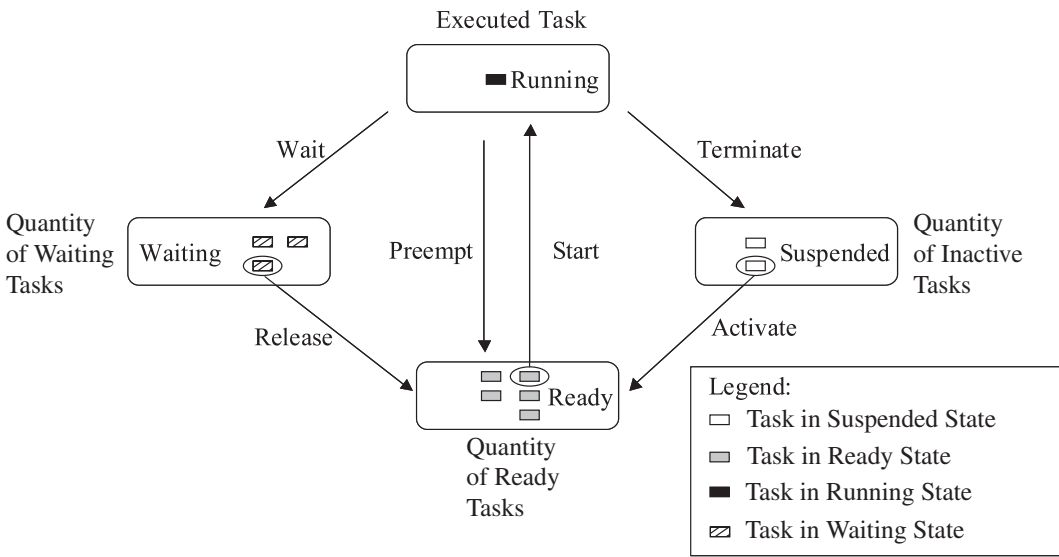 Executed Task
Running
Wait
Terminate
Quantity
of Waiting
Tasks
Waiting
Preempt
Start
Suspended
Quantity
of Inactive
Tasks
Release
Activate
Ready
Quantity
of Ready
Tasks
Legend:
Task in Suspended State
Task in Ready State
Task in Running State
Task in Waiting State